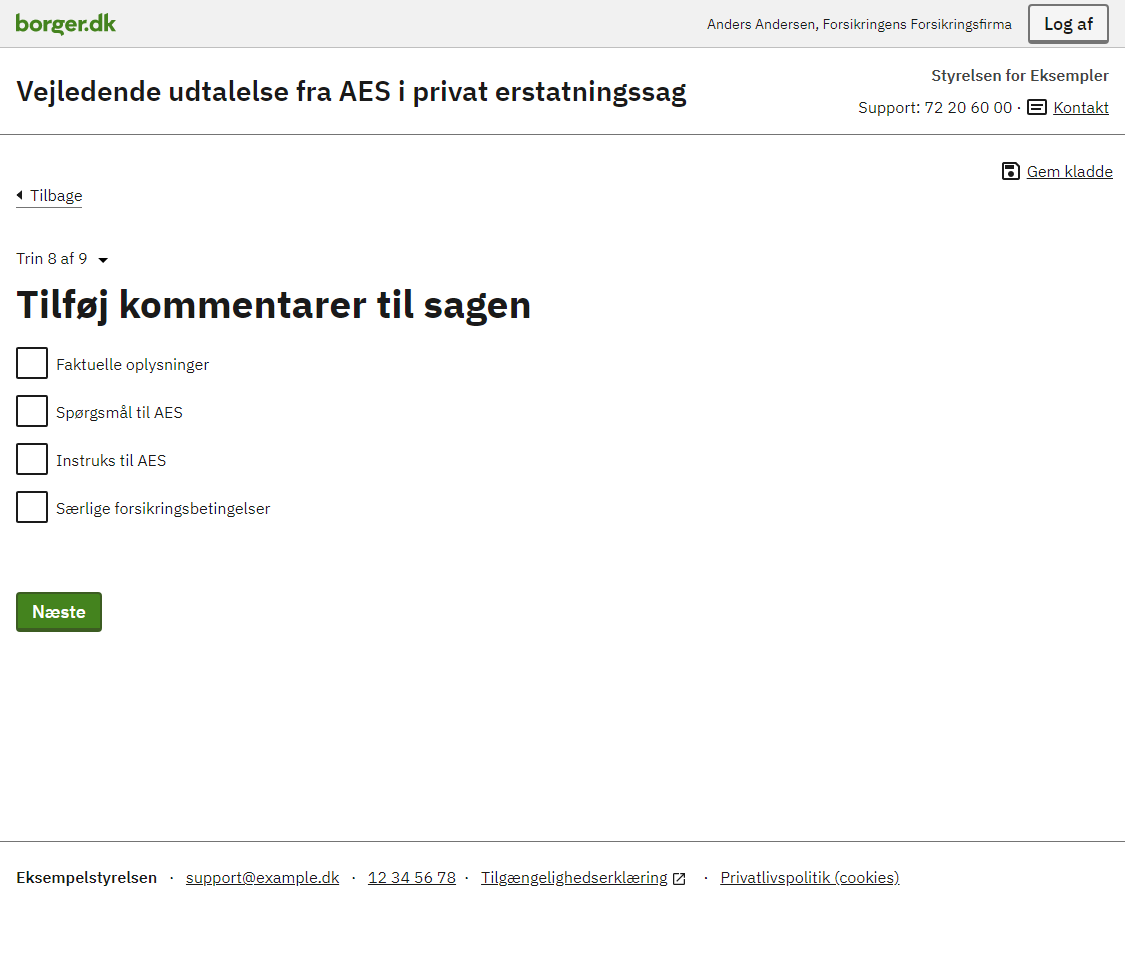 borger.dk
Anders Andersen, Forsikringens Forsikringsfirma
Log af
Vejledende udtalelse fra AES i privat erstatningssag
Styrelsen for Eksempler
Support: 72 20 60 00 · Kontakt
Gem kladde
Tilbage
Trin 8 af 9
Tilføj kommentarer til sagen
Faktuelle oplysninger
Spørgsmål til AES
Instruks til AES
Særlige forsikringsbetingelser
Næste
Eksempelstyrelsen · support@example.dk · 12 34 56 78 · Tilgængelighedserklæring · Privatlivspolitik (cookies)